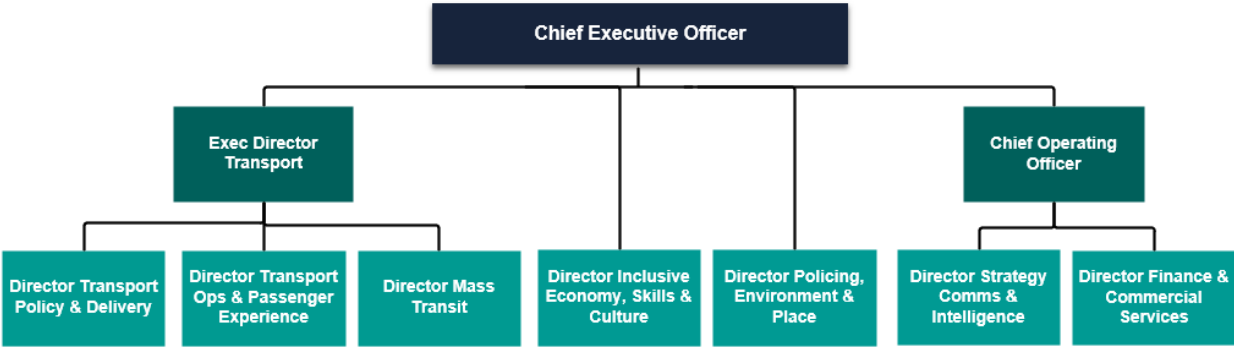 Chief Executive Officer
Exec Director
Transport
Chief Operating
Officer
Director Transport
Policy & Delivery
Director Transport
Ops & Passenger
Experience
Director Mass
Transit
Director Inclusive
Economy, Skills &
Culture
Director Policing,
Environment &
Place
Director Strategy
Comms &
Intelligence
Director Finance &
Commercial
Services